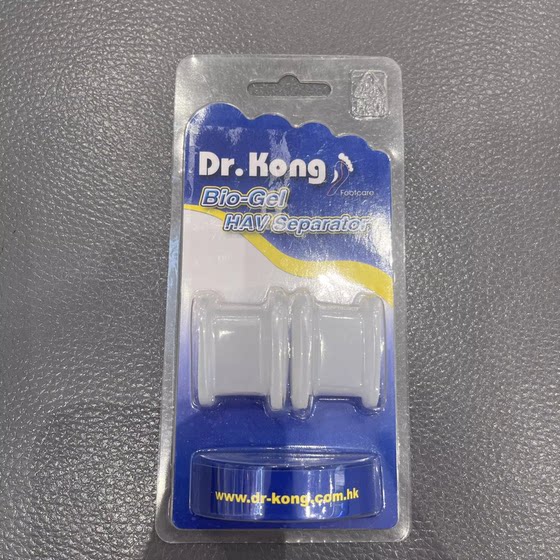 Dr. Kong
Footcare
Bio-Gel
HAV Separator
www.dr-kong.com.hk